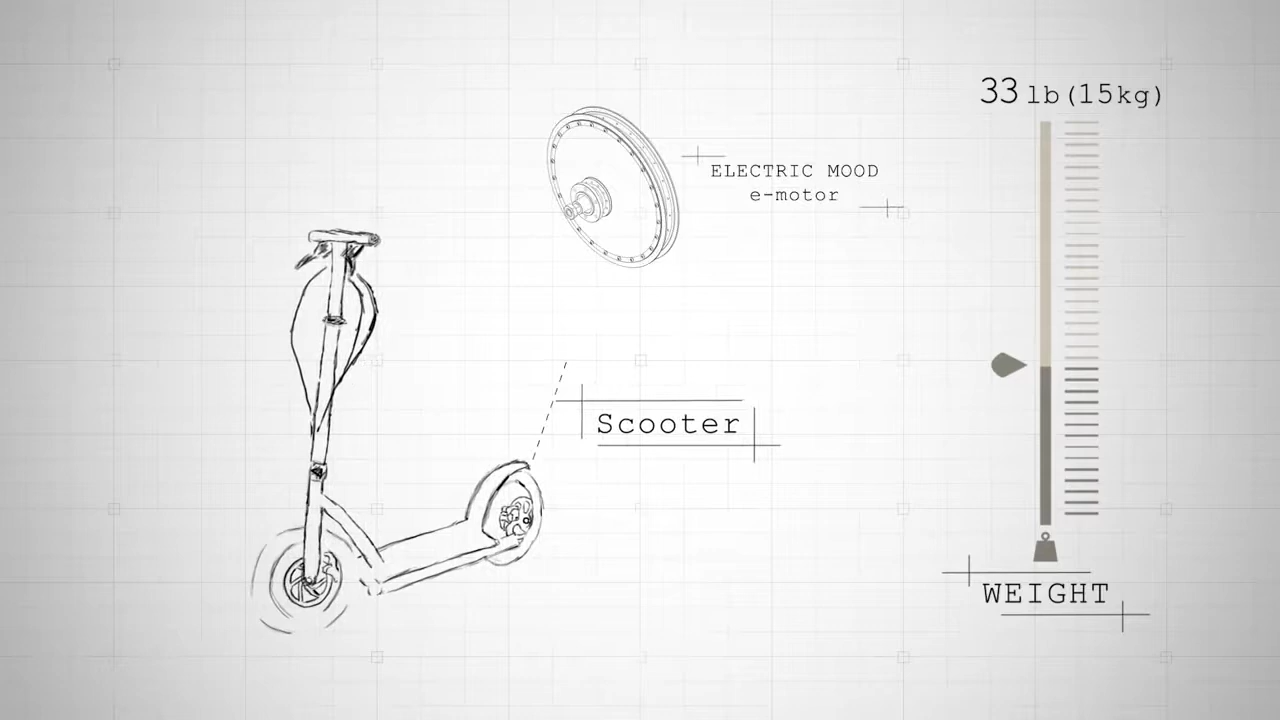 33 lb (15kg)
ELECTRIC MOOD
e-motor
Scooter
WEIGHT